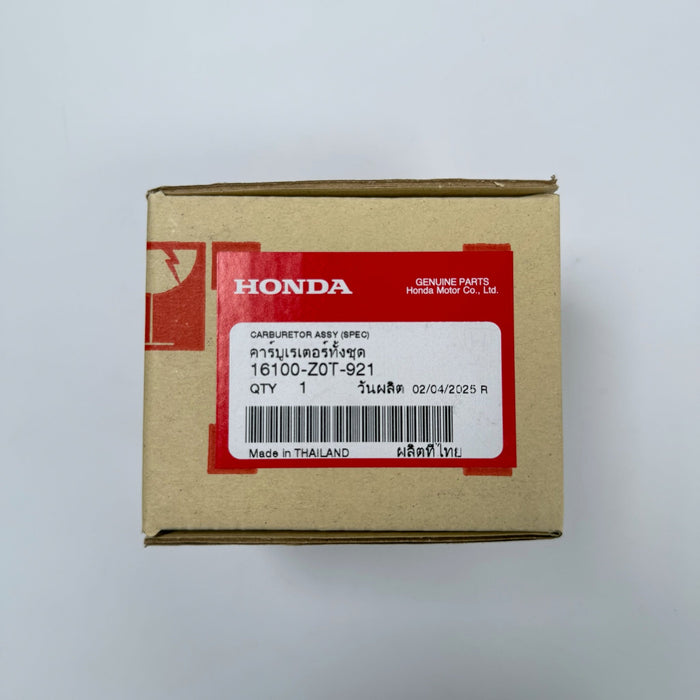 HONDA
GENUINE PARTS
Honda Motor Co., Ltd.
CARBURETOR ASSY (SPEC)
คาร์บูเรเตอร์ทั้งชุด
16100-Z0T-921
QTY 1 วันผลิต 02/04/2025 R
Made in THAILAND ผลิตที่ไทย